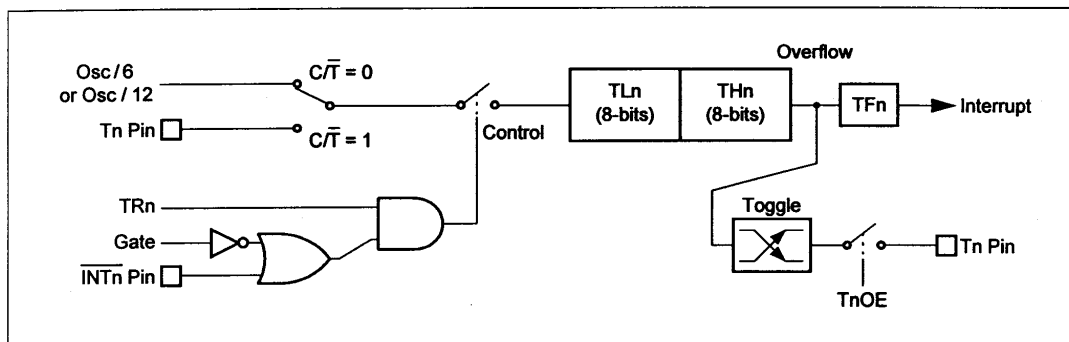 Osc / 6
or Osc / 12
C/T̅ = 0
Tn Pin
C/T̅ = 1
Control
TLn
(8-bits)
THn
(8-bits)
Overflow
TFn
Interrupt
TRn
Gate
I̅N̅T̅n̅ Pin
Toggle
Tn Pin
TnOE